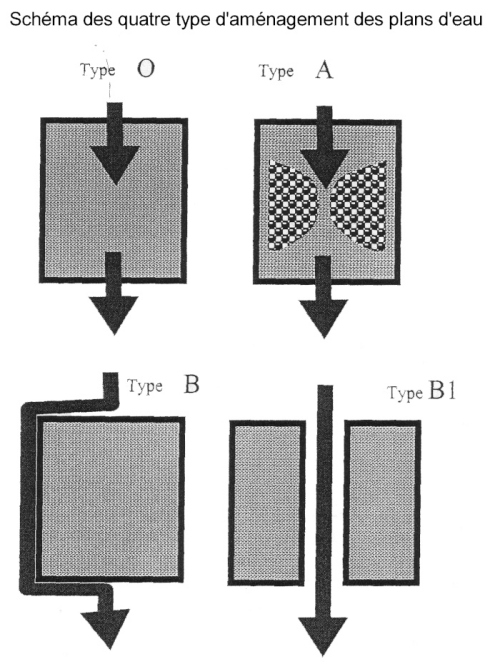 Schéma des quatre type d'aménagement des plans d'eau
Type O
Type A
Type B
Type B1